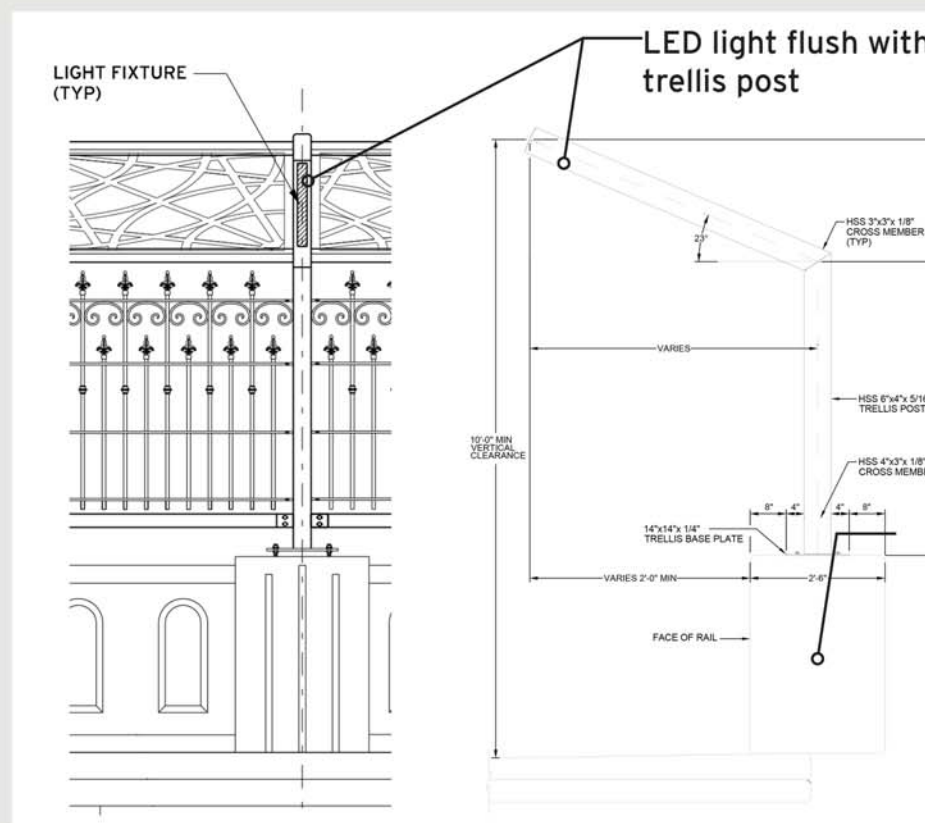 LED light flush with
trellis post
LIGHT FIXTURE
(TYP)
HSS 3"x3"x 1/8"
CROSS MEMBER
(TYP)
23°
VARIES
HSS 6"x4"x 5/16
TRELLIS POST
10'-0" MIN
VERTICAL
CLEARANCE
HSS 4"x3"x 1/8"
CROSS MEMBE
8" 4" 4" 8"
14"x14"x 1/4"
TRELLIS BASE PLATE
VARIES 2'-0" MIN
2'-6"
FACE OF RAIL